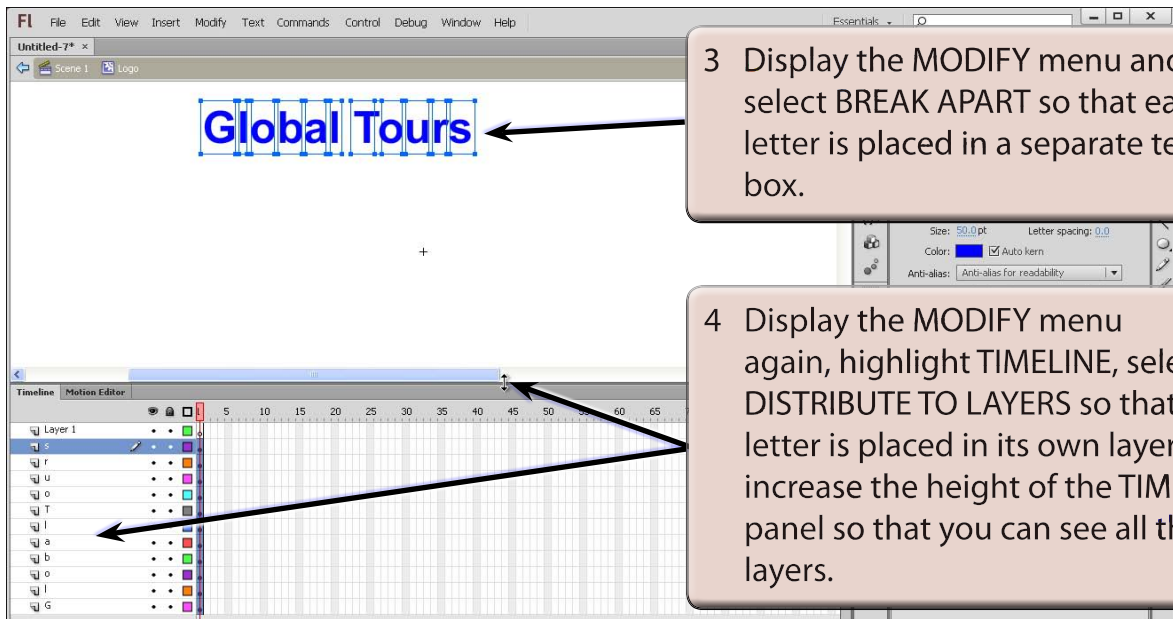 Fl File Edit View Insert Modify Text Commands Control Debug Window Help Essentials
Untitled-7* ×
Scene 1 Logo
Global Tours
3 Display the MODIFY menu and
select BREAK APART so that ea
letter is placed in a separate te
box.
Size: 50.0 pt Letter spacing: 0.0
Color: Auto kern
Anti-alias: Anti-alias for readability
4 Display the MODIFY menu
again, highlight TIMELINE, sele
DISTRIBUTE TO LAYERS so that
letter is placed in its own layer
increase the height of the TIM
panel so that you can see all th
layers.
Timeline Motion Editor
1 5 10 15 20 25 30 35 40 45 50 55 60 65
Layer 1
s
r
u
o
T
l
a
b
o
l
G